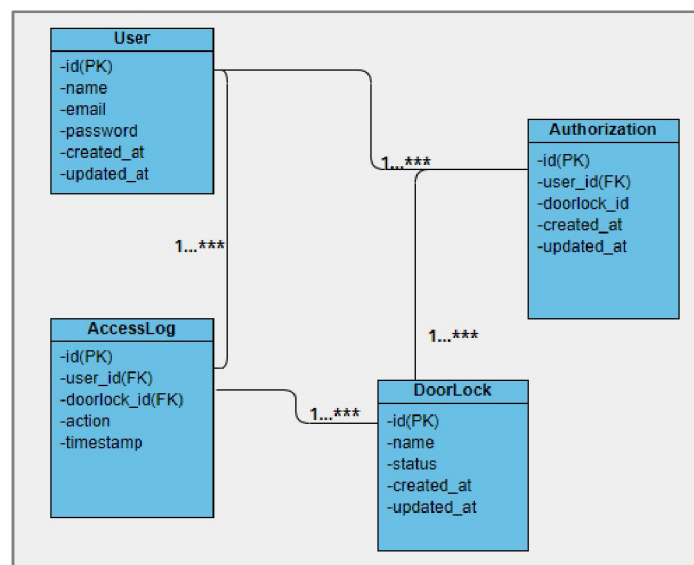 User
-id(PK)
-name
-email
-password
-created_at
-updated_at
1...***
Authorization
-id(PK)
-user_id(FK)
-doorlock_id
-created_at
-updated_at
1...***
AccessLog
-id(PK)
-user_id(FK)
-doorlock_id(FK)
-action
-timestamp
1...***
1...***
DoorLock
-id(PK)
-name
-status
-created_at
-updated_at